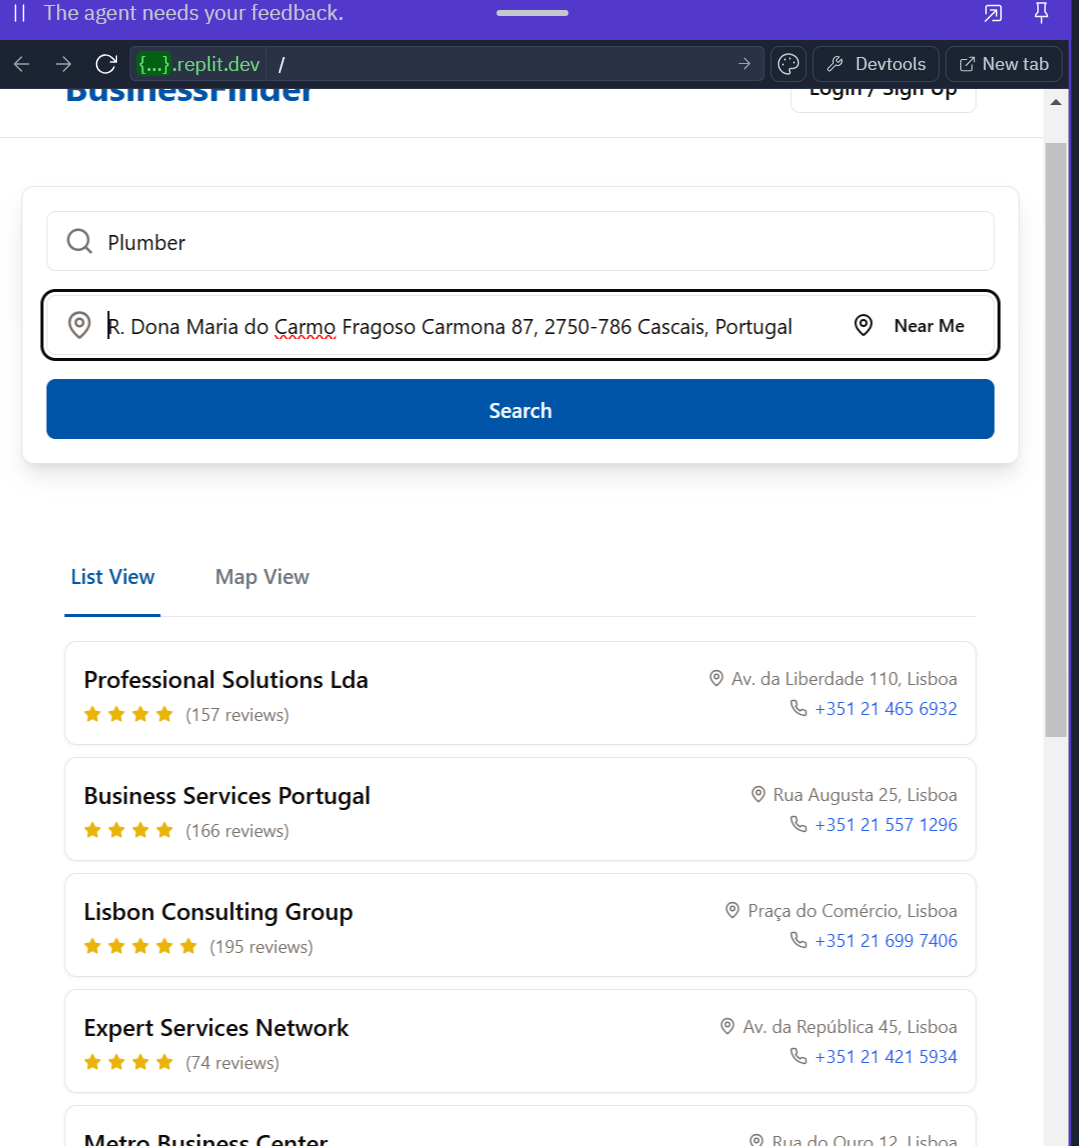 The agent needs your feedback.
{...}.replit.dev / Devtools New tab
BusinessFinder Login / Sign Up
Plumber
R. Dona Maria do Carmo Fragoso Carmona 87, 2750-786 Cascais, Portugal Near Me
Search
List View Map View
Professional Solutions Lda
(157 reviews)
Av. da Liberdade 110, Lisboa
+351 21 465 6932
Business Services Portugal
(166 reviews)
Rua Augusta 25, Lisboa
+351 21 557 1296
Lisbon Consulting Group
(195 reviews)
Praça do Comércio, Lisboa
+351 21 699 7406
Expert Services Network
(74 reviews)
Av. da República 45, Lisboa
+351 21 421 5934
Metro Business Center
Rua do Ouro 12, Lisboa